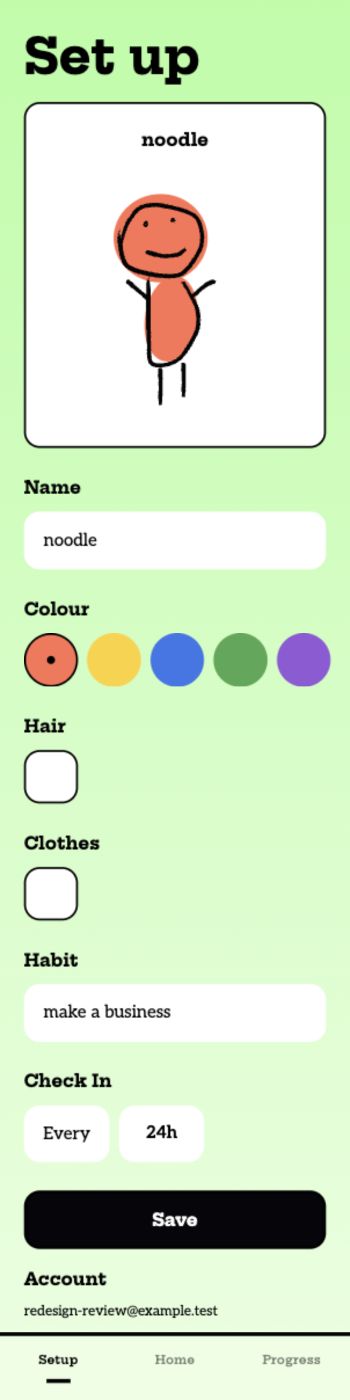 Set up
noodle
Name
noodle
Colour
Hair
Clothes
Habit
make a business
Check In
Every 24h
Save
Account
redesign-review@example.test
Setup Home Progress